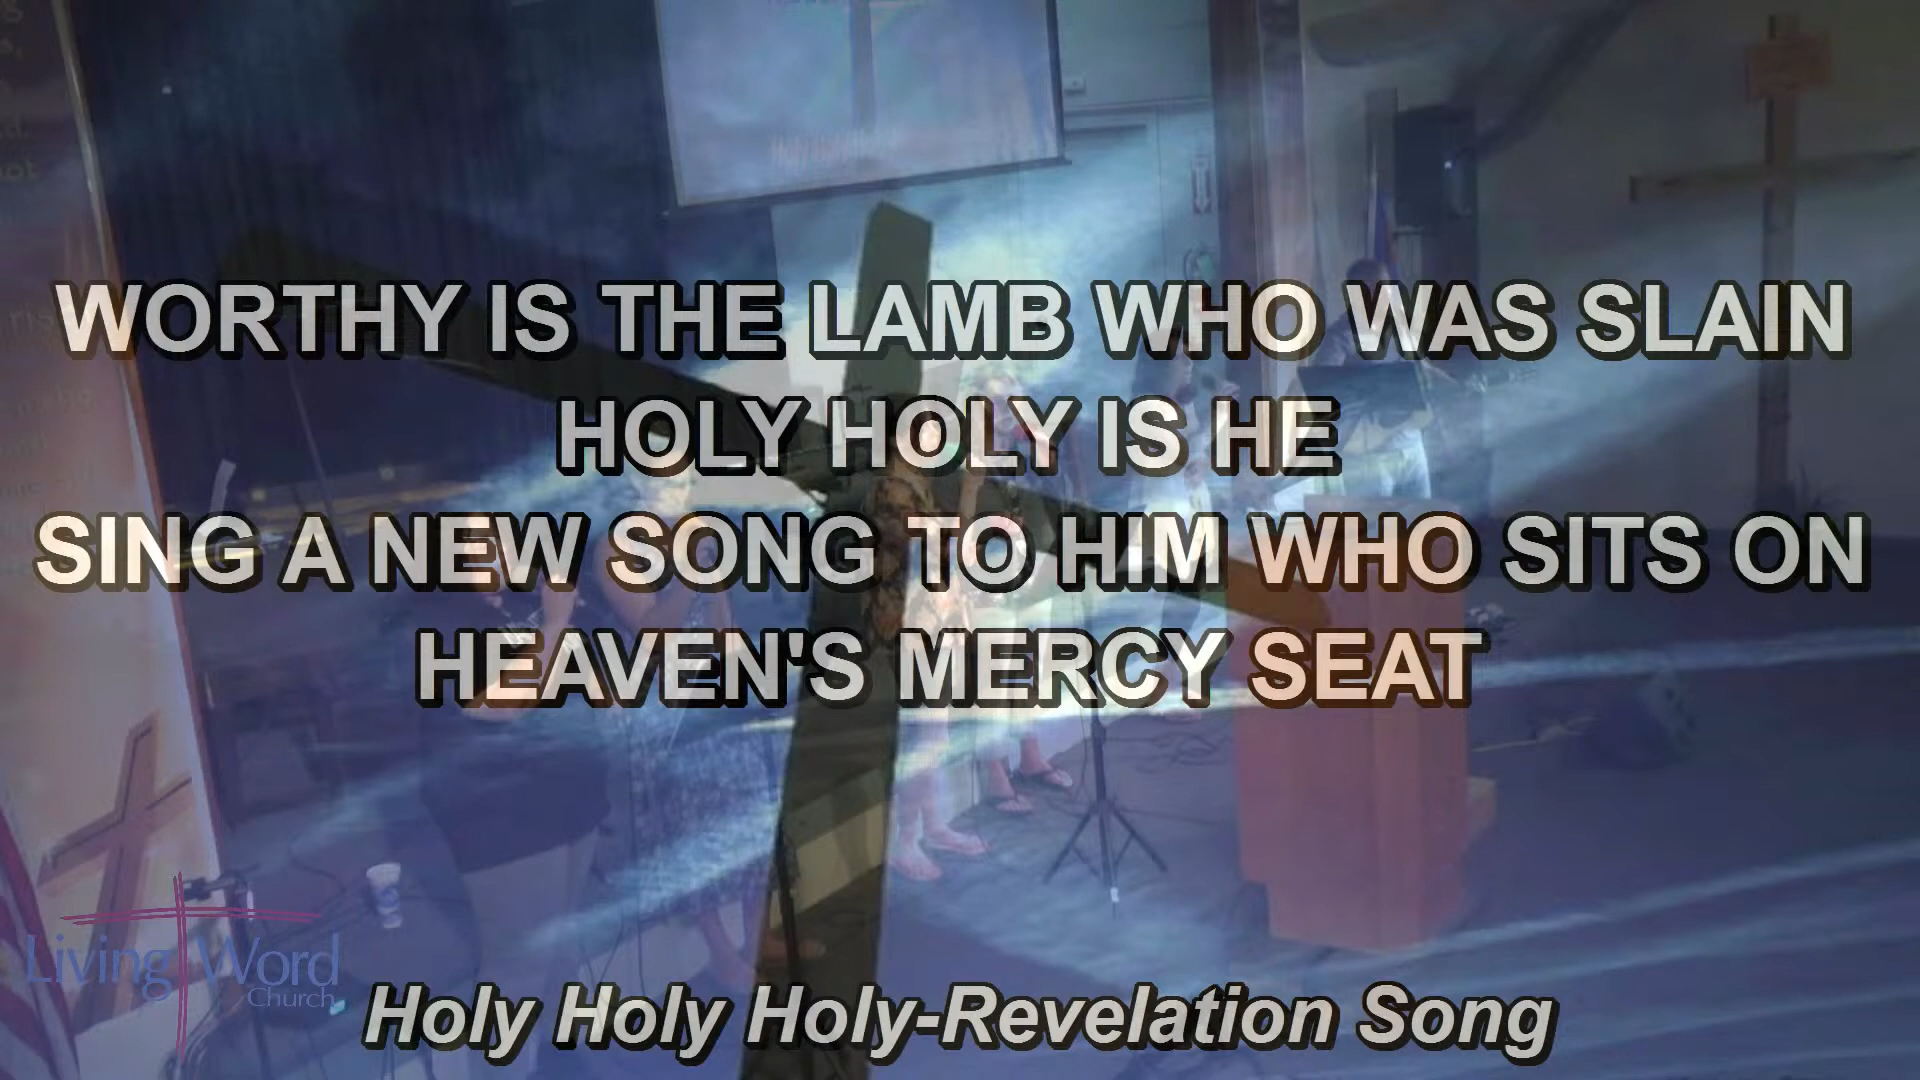 WORTHY IS THE LAMB WHO WAS SLAIN
HOLY HOLY IS HE
SING A NEW SONG TO HIM WHO SITS ON
HEAVEN'S MERCY SEAT
Living Word
Church
Holy Holy Holy-Revelation Song